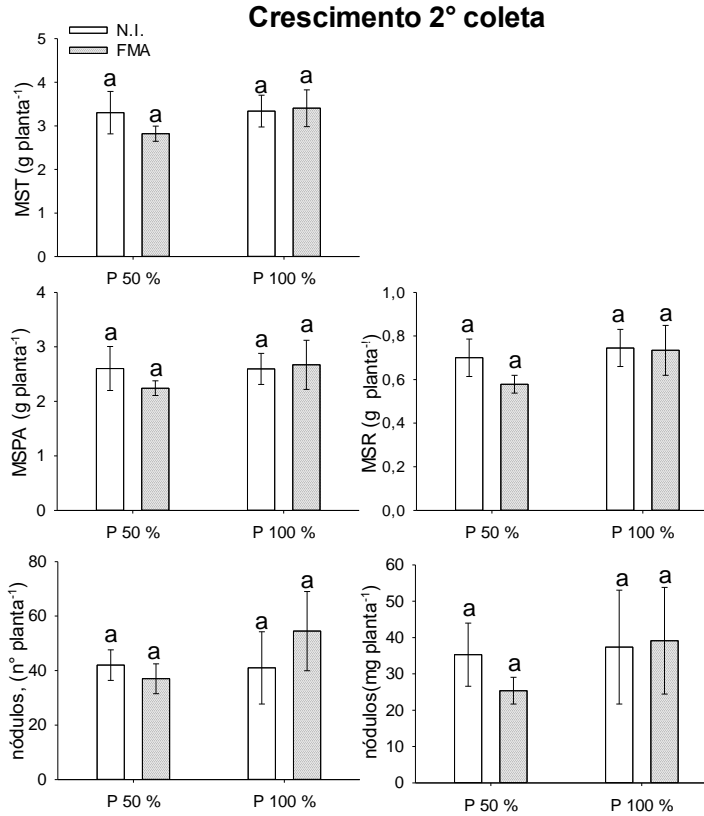 Crescimento 2° coleta
N.I.
FMA
MST (g planta⁻¹)
5
4
3
2
1
0
a
a
a
a
P 50 %
P 100 %
MSPA (g planta⁻¹)
4
3
2
1
0
a
a
a
a
P 50 %
P 100 %
MSR (g planta⁻¹)
1,0
0,8
0,6
0,4
0,2
0,0
a
a
a
a
P 50 %
P 100 %
nódulos, (n° planta⁻¹)
80
60
40
20
0
a
a
a
a
P 50 %
P 100 %
nódulos(mg planta⁻¹)
60
50
40
30
20
10
0
a
a
a
a
P 50 %
P 100 %